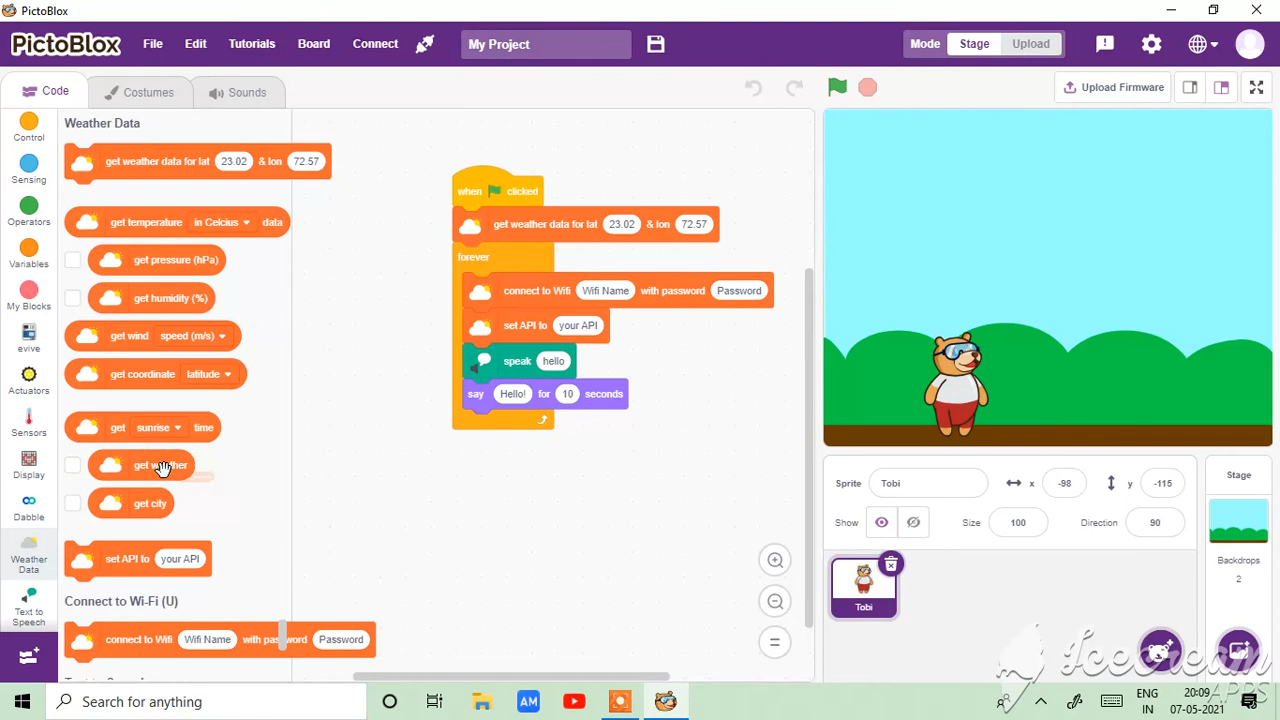 PictoBlox
PictoBlox File Edit Tutorials Board Connect My Project Mode Stage Upload
Code Costumes Sounds Upload Firmware
Control
Sensing
Operators
Variables
My Blocks
evive
Actuators
Sensors
Display
Dabble
Weather
Data
Text to
Speech
Weather Data
get weather data for lat 23.02 & lon 72.57
get temperature in Celcius data
get pressure (hPa)
get humidity (%)
get wind speed (m/s)
get coordinate latitude
get sunrise time
get weather
get city
set API to your API
Connect to Wi-Fi (U)
connect to Wifi Wifi Name with password Password
when clicked
get weather data for lat 23.02 & lon 72.57
forever
connect to Wifi Wifi Name with password Password
set API to your API
speak hello
say Hello! for 10 seconds
Sprite Tobi x -98 y -115
Show Size 100 Direction 90
Tobi
Stage
Backdrops
2
Icecream
APPS
Search for anything
AM
ENG
IN
20:09
07-05-2021